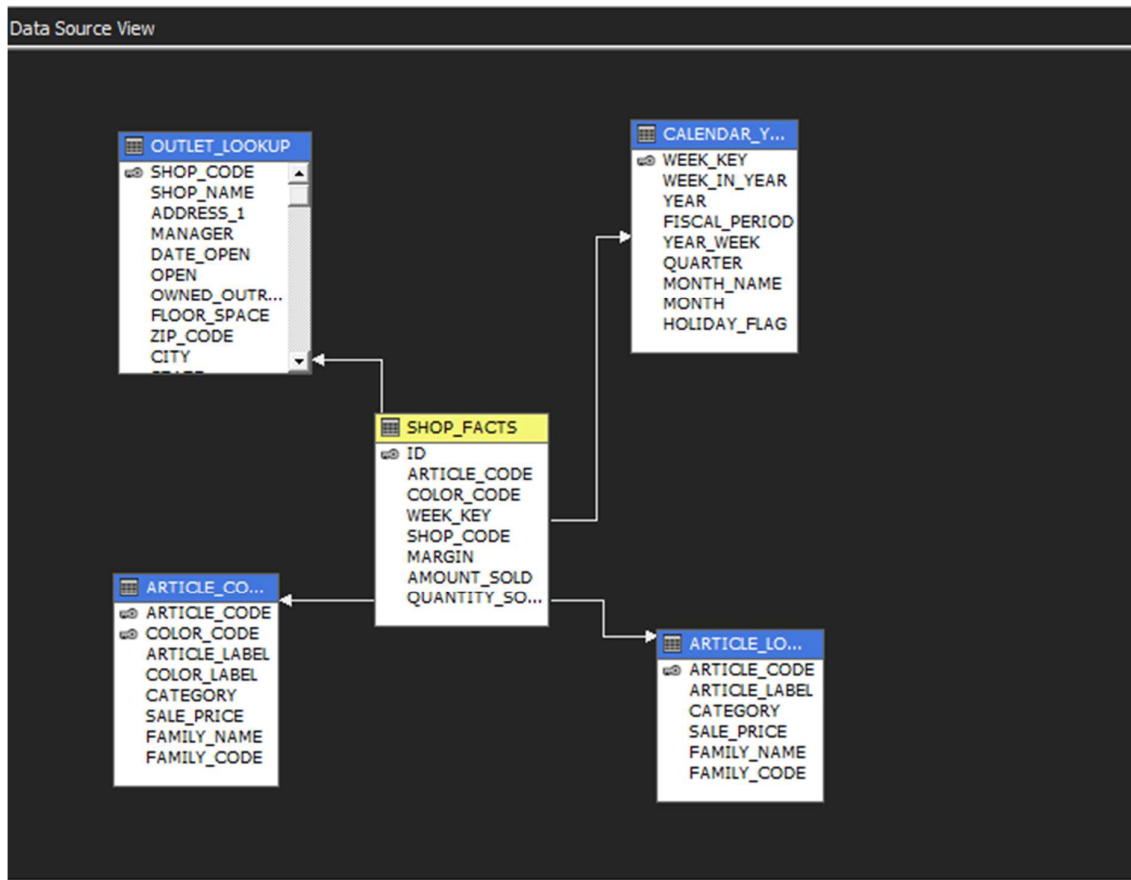 Data Source View
OUTLET_LOOKUP
SHOP_CODE
SHOP_NAME
ADDRESS_1
MANAGER
DATE_OPEN
OPEN
OWNED_OUTR...
FLOOR_SPACE
ZIP_CODE
CITY
CALENDAR_Y...
WEEK_KEY
WEEK_IN_YEAR
YEAR
FISCAL_PERIOD
YEAR_WEEK
QUARTER
MONTH_NAME
MONTH
HOLIDAY_FLAG
SHOP_FACTS
ID
ARTICLE_CODE
COLOR_CODE
WEEK_KEY
SHOP_CODE
MARGIN
AMOUNT_SOLD
QUANTITY_SO...
ARTICLE_CO...
ARTICLE_CODE
COLOR_CODE
ARTICLE_LABEL
COLOR_LABEL
CATEGORY
SALE_PRICE
FAMILY_NAME
FAMILY_CODE
ARTICLE_LO...
ARTICLE_CODE
ARTICLE_LABEL
CATEGORY
SALE_PRICE
FAMILY_NAME
FAMILY_CODE